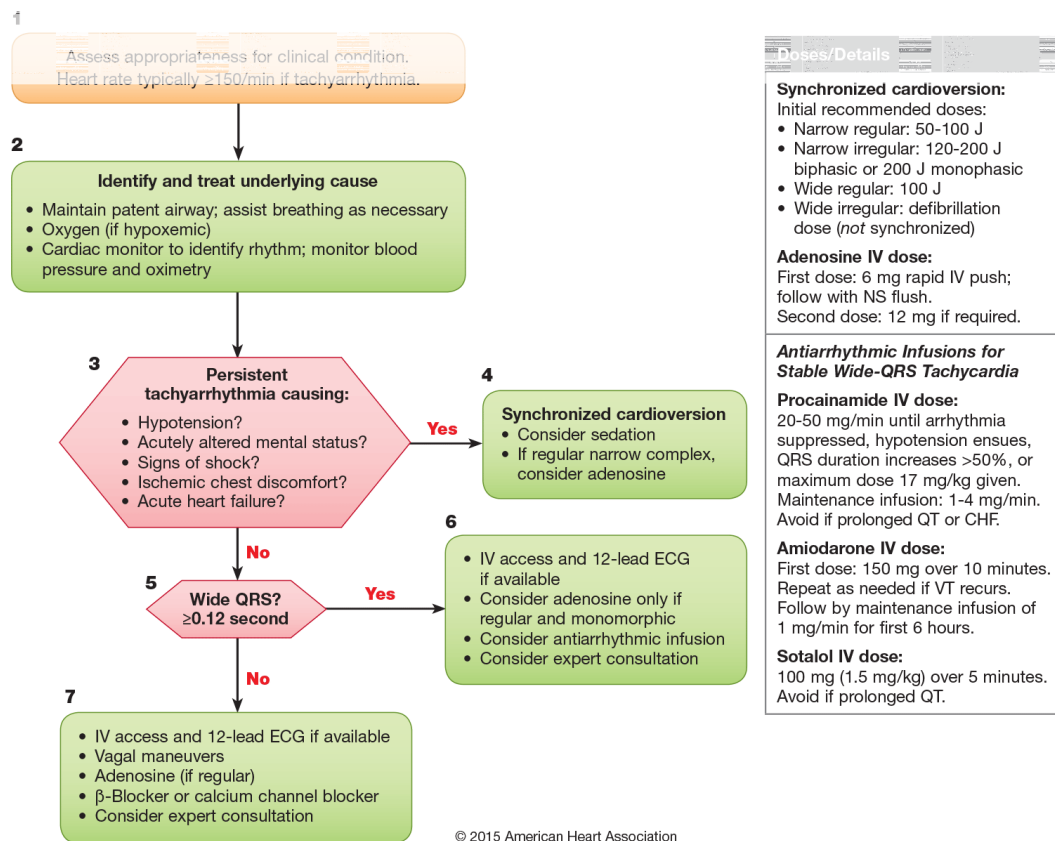 1
Assess appropriateness for clinical condition.
Heart rate typically ≥150/min if tachyarrhythmia.
2
Identify and treat underlying cause
• Maintain patent airway; assist breathing as necessary
• Oxygen (if hypoxemic)
• Cardiac monitor to identify rhythm; monitor blood
pressure and oximetry
3
Persistent
tachyarrhythmia causing:
• Hypotension?
• Acutely altered mental status?
• Signs of shock?
• Ischemic chest discomfort?
• Acute heart failure?
Yes
4
Synchronized cardioversion
• Consider sedation
• If regular narrow complex,
consider adenosine
No
5
Wide QRS?
≥0.12 second
Yes
6
• IV access and 12-lead ECG
if available
• Consider adenosine only if
regular and monomorphic
• Consider antiarrhythmic infusion
• Consider expert consultation
No
7
• IV access and 12-lead ECG if available
• Vagal maneuvers
• Adenosine (if regular)
• β-Blocker or calcium channel blocker
• Consider expert consultation
Doses/Details
Synchronized cardioversion:
Initial recommended doses:
• Narrow regular: 50-100 J
• Narrow irregular: 120-200 J
biphasic or 200 J monophasic
• Wide regular: 100 J
• Wide irregular: defibrillation
dose (not synchronized)
Adenosine IV dose:
First dose: 6 mg rapid IV push;
follow with NS flush.
Second dose: 12 mg if required.
Antiarrhythmic Infusions for
Stable Wide-QRS Tachycardia
Procainamide IV dose:
20-50 mg/min until arrhythmia
suppressed, hypotension ensues,
QRS duration increases >50%, or
maximum dose 17 mg/kg given.
Maintenance infusion: 1-4 mg/min.
Avoid if prolonged QT or CHF.
Amiodarone IV dose:
First dose: 150 mg over 10 minutes.
Repeat as needed if VT recurs.
Follow by maintenance infusion of
1 mg/min for first 6 hours.
Sotalol IV dose:
100 mg (1.5 mg/kg) over 5 minutes.
Avoid if prolonged QT.
© 2015 American Heart Association